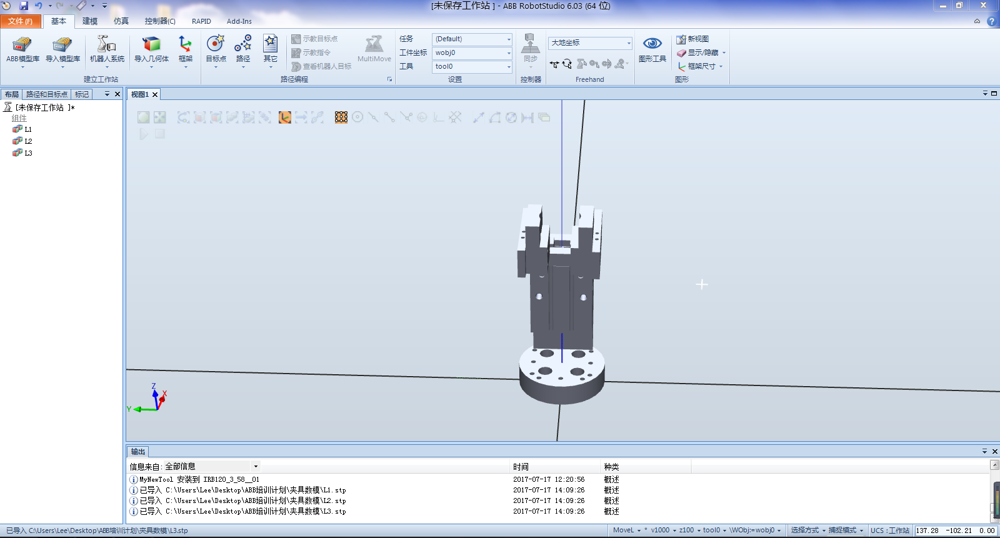 [未保存工作站 ] - ABB RobotStudio 6.03 (64 位)
文件(F) 基本 建模 仿真 控制器(C) RAPID Add-Ins
ABB模型库 导入模型库 机器人系统 导入几何体 框架
建立工作站
目标点 路径 其它
示教目标点
示教指令
查看机器人目标
MultiMove
路径编程
任务 (Default)
工件坐标 wobj0
工具 tool0
设置
同步
控制器
大地坐标
Freehand
图形工具
新视图
显示/隐藏
框架尺寸
图形
布局 路径和目标点 标记
[未保存工作站 ]*
组件
L1
L2
L3
视图1
Z
X
Y
输出
信息来自: 全部信息 时间 种类
MyNewTool 安装到 IRB120_3_58__01 2017-07-17 12:20:56 概述
已导入 C:\Users\Lee\Desktop\ABB培训计划\夹具数模\L1.stp 2017-07-17 14:09:26 概述
已导入 C:\Users\Lee\Desktop\ABB培训计划\夹具数模\L2.stp 2017-07-17 14:09:26 概述
已导入 C:\Users\Lee\Desktop\ABB培训计划\夹具数模\L3.stp 2017-07-17 14:09:26 概述
已导入 C:\Users\Lee\Desktop\ABB培训计划\夹具数模\L3.stp MoveL * v1000 z100 tool0 \WObj:=wobj0 选择方式 捕捉模式 UCS : 工作站 137.28 -102.21 0.00